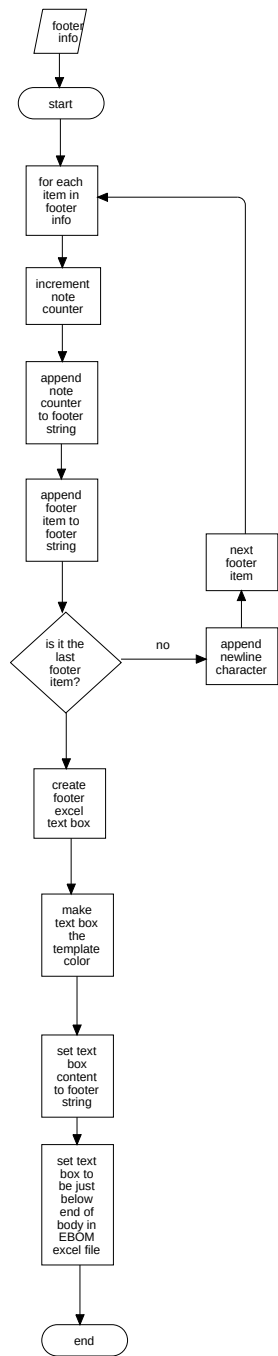 footer
info
start
for each
item in
footer
info
increment
note
counter
append
note
counter
to footer
string
append
footer
item to
footer
string
next
footer
item
is it the
last
footer
item?
no
append
newline
character
create
footer
excel
text box
make
text box
the
template
color
set text
box
content
to footer
string
set text
box to
be just
below
end of
body in
EBOM
excel file
end